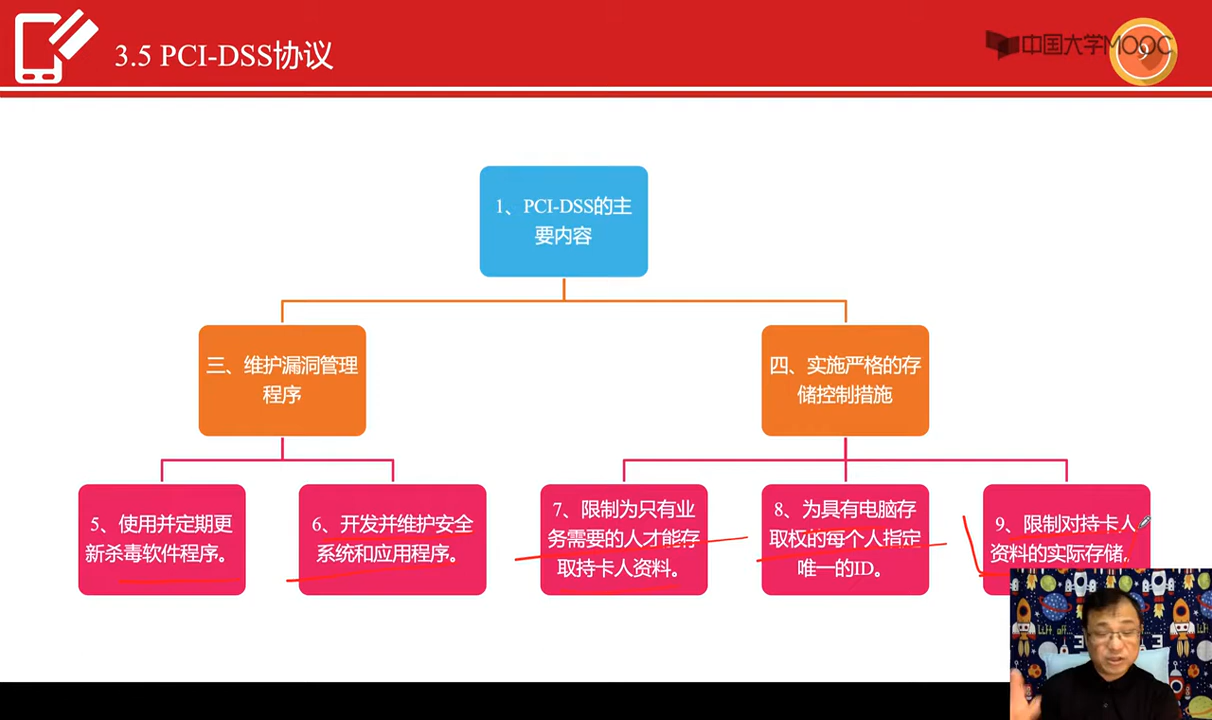 3.5 PCI-DSS协议
中国大学MOOC
9
1、PCI-DSS的主
要内容
三、维护漏洞管理
程序
四、实施严格的存
储控制措施
5、使用并定期更
新杀毒软件程序。
6、开发并维护安全
系统和应用程序。
7、限制为只有业
务需要的人才能存
取持卡人资料。
8、为具有电脑存
取权的每个人指定
唯一的ID。
9、限制对持卡人
资料的实际存储。